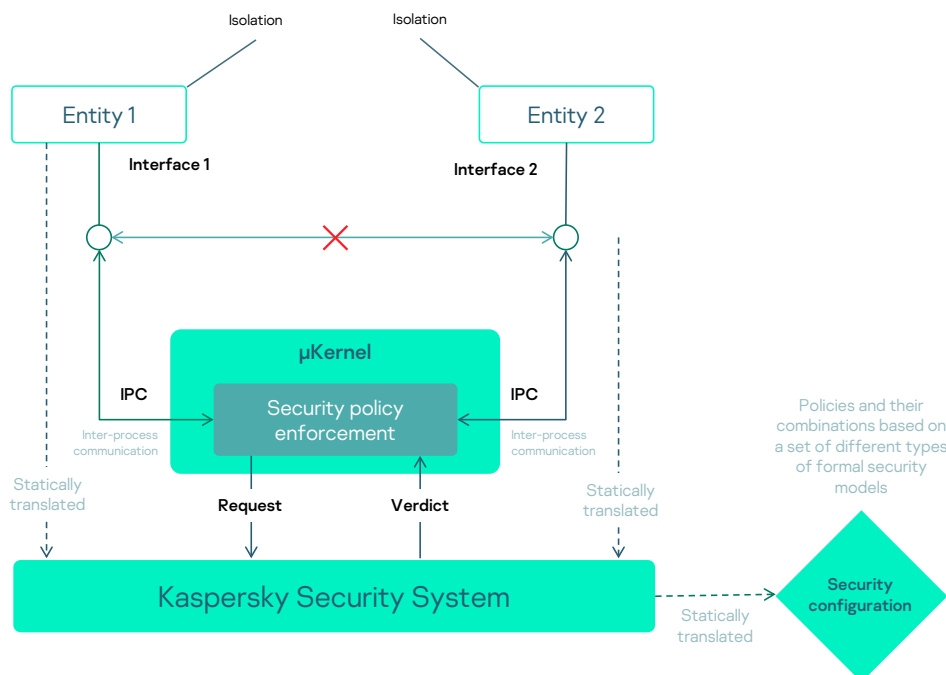 Isolation
Isolation
Entity 1
Entity 2
Interface 1
Interface 2
µKernel
IPC
Security policy
enforcement
IPC
Inter-process
communication
Inter-process
communication
Policies and their
combinations based on
a set of different types
of formal security
models
Statically
translated
Request
Verdict
Statically
translated
Kaspersky Security System
Statically
translated
Security
configuration